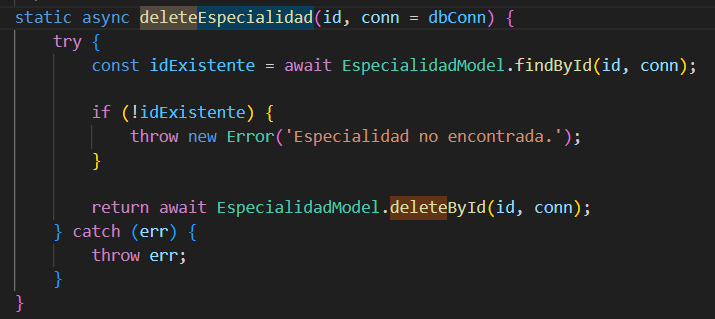 static async deleteEspecialidad(id, conn = dbConn) {
try {
const idExistente = await EspecialidadModel.findById(id, conn);
if (!idExistente) {
throw new Error('Especialidad no encontrada.');
}
return await EspecialidadModel.deleteById(id, conn);
} catch (err) {
throw err;
}
}